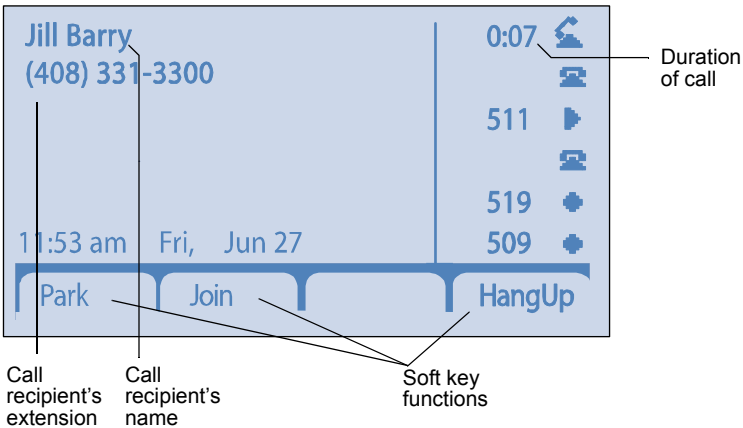 Jill Barry
(408) 331-3300
0:07
511
519
509
11:53 am Fri, Jun 27
Park Join HangUp
Duration
of call
Call
recipient's
extension
Call
recipient's
name
Soft key
functions